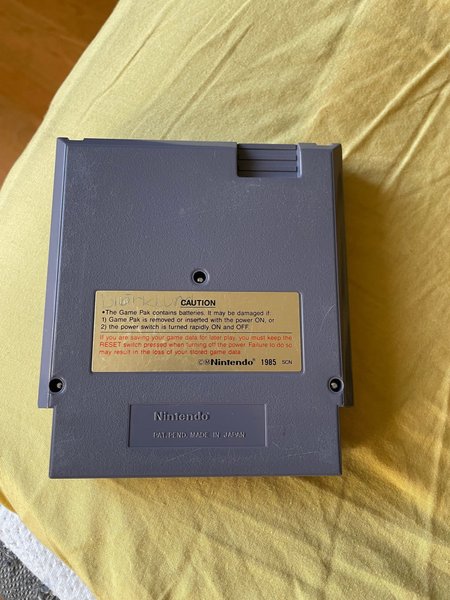 CAUTION
•The Game Pak contains batteries. It may be damaged if:
1) Game Pak is removed or inserted with the power ON, or
2) the power switch is turned rapidly ON and OFF.
If you are saving your game data for later play, you must keep the
RESET switch pressed when turning off the power. Failure to do so
may result in the loss of your stored game data.
©Ⓜ Nintendo® 1985 SCN
Nintendo®
PAT. PEND. MADE IN JAPAN